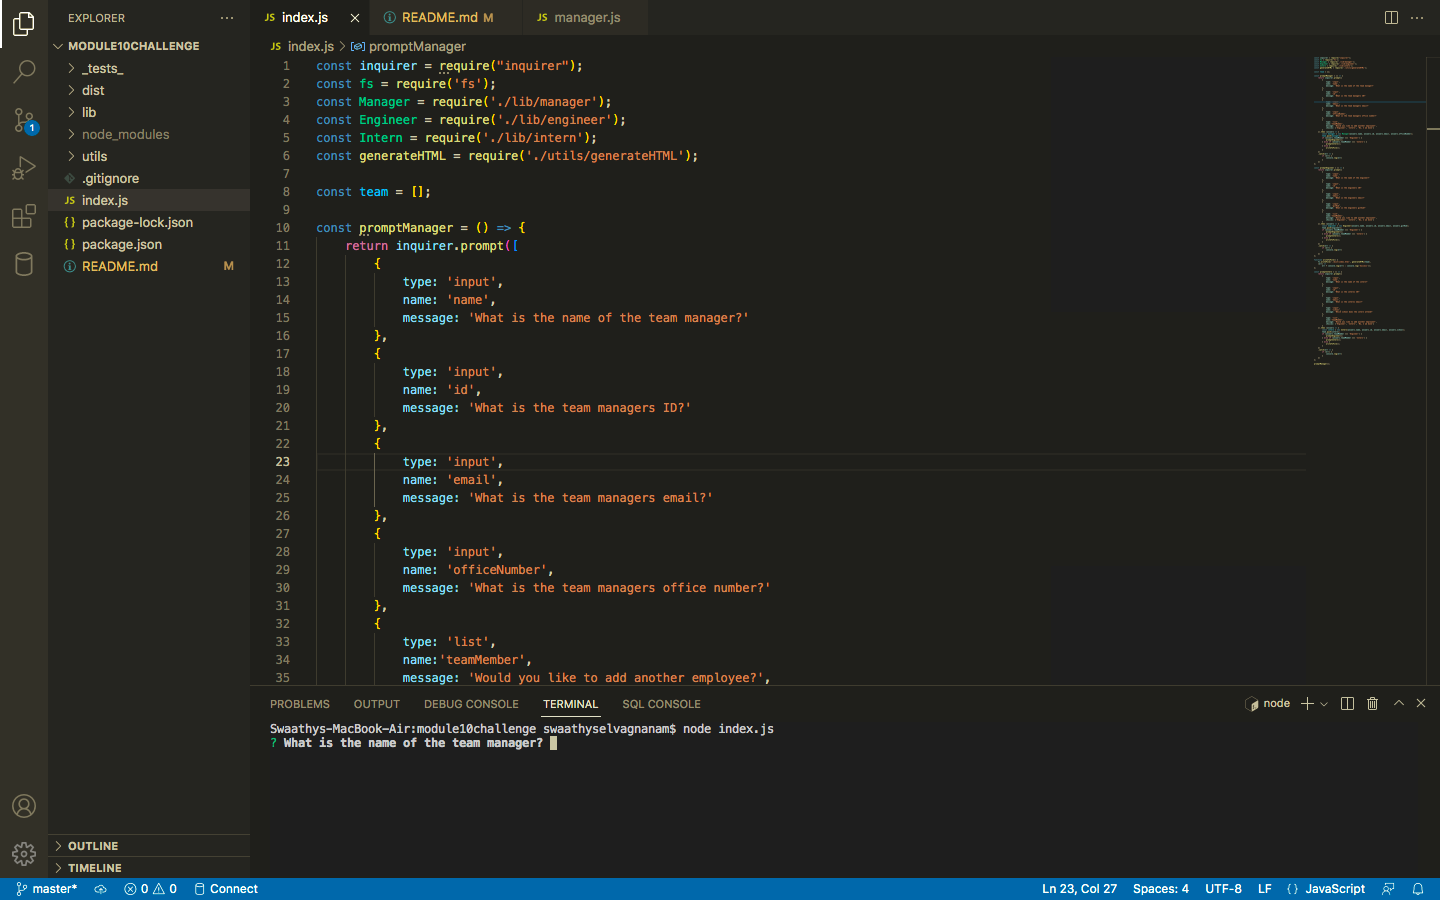 EXPLORER
MODULE10CHALLENGE
_tests_
dist
lib
node_modules
utils
.gitignore
JS index.js
{} package-lock.json
{} package.json
README.md M
OUTLINE
TIMELINE
1
JS index.js
README.md M
JS manager.js
JS index.js > promptManager
1 const inquirer = require("inquirer");
2 const fs = require('fs');
3 const Manager = require('./lib/manager');
4 const Engineer = require('./lib/engineer');
5 const Intern = require('./lib/intern');
6 const generateHTML = require('./utils/generateHTML');
7
8 const team = [];
9
10 const promptManager = () => {
11 return inquirer.prompt([
12 {
13 type: 'input',
14 name: 'name',
15 message: 'What is the name of the team manager?'
16 },
17 {
18 type: 'input',
19 name: 'id',
20 message: 'What is the team managers ID?'
21 },
22 {
23 type: 'input',
24 name: 'email',
25 message: 'What is the team managers email?'
26 },
27 {
28 type: 'input',
29 name: 'officeNumber',
30 message: 'What is the team managers office number?'
31 },
32 {
33 type: 'list',
34 name:'teamMember',
35 message: 'Would you like to add another employee?',
PROBLEMS OUTPUT DEBUG CONSOLE TERMINAL SQL CONSOLE
node
Swaathys-MacBook-Air:module10challenge swaathyselvagnanam$ node index.js
? What is the name of the team manager?
master* 0 0 Connect
Ln 23, Col 27 Spaces: 4 UTF-8 LF {} JavaScript